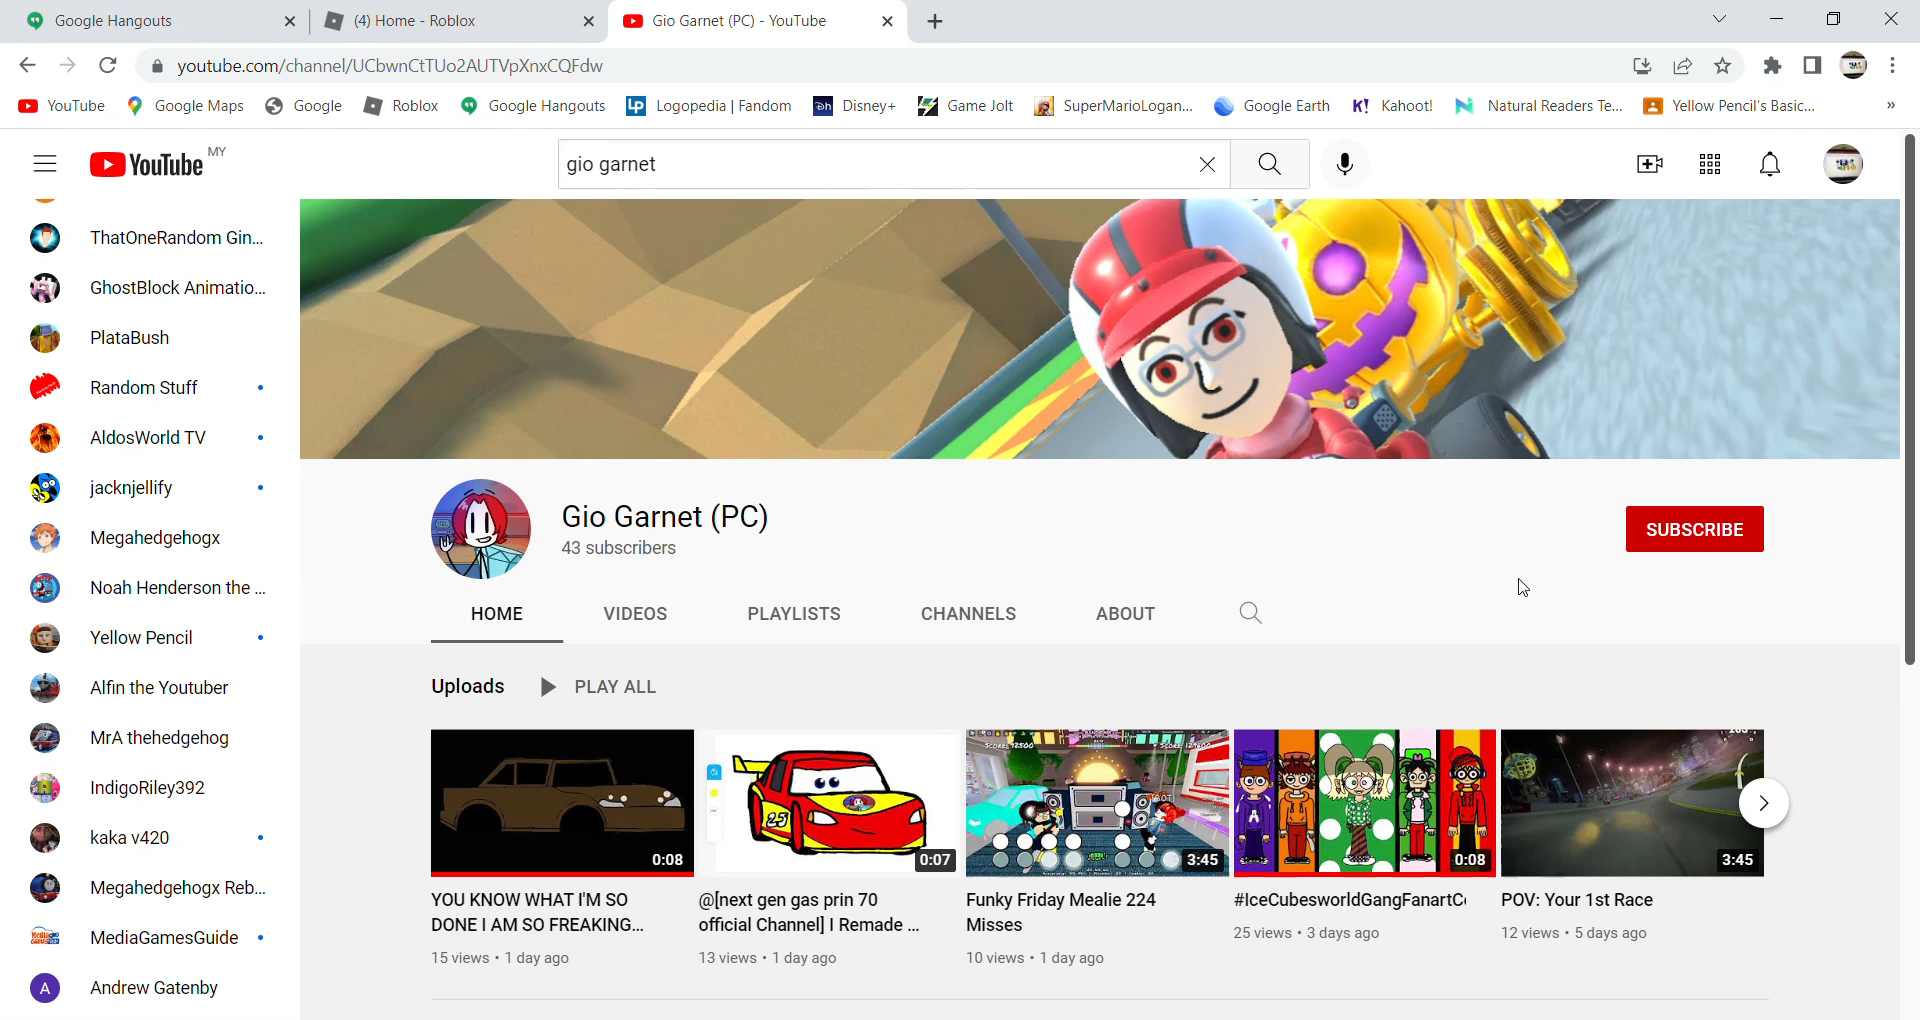 Google Hangouts
(4) Home - Roblox
Gio Garnet (PC) - YouTube
youtube.com/channel/UCbwnCtTUo2AUTVpXnxCQFdw
YouTube
Google Maps
Google
Roblox
Google Hangouts
Logopedia | Fandom
Disney+
Game Jolt
SuperMarioLogan...
Google Earth
Kahoot!
Natural Readers Te...
Yellow Pencil's Basic...
YouTube MY
gio garnet
ThatOneRandom Gin...
GhostBlock Animatio...
PlataBush
Random Stuff
AldosWorld TV
jacknjellify
Megahedgehogx
Noah Henderson the ...
Yellow Pencil
Alfin the Youtuber
MrA thehedgehog
IndigoRiley392
kaka v420
Megahedgehogx Reb...
MediaGamesGuide
A Andrew Gatenby
Gio Garnet (PC)
43 subscribers
SUBSCRIBE
HOME
VIDEOS
PLAYLISTS
CHANNELS
ABOUT
Uploads
PLAY ALL
0:08
YOU KNOW WHAT I'M SO
DONE I AM SO FREAKING...
15 views • 1 day ago
25
0:07
@[next gen gas prin 70
official Channel] I Remade ...
13 views • 1 day ago
3:45
Funky Friday Mealie 224
Misses
10 views • 1 day ago
A
0:08
#IceCubesworldGangFanartC
25 views • 3 days ago
3:45
POV: Your 1st Race
12 views • 5 days ago